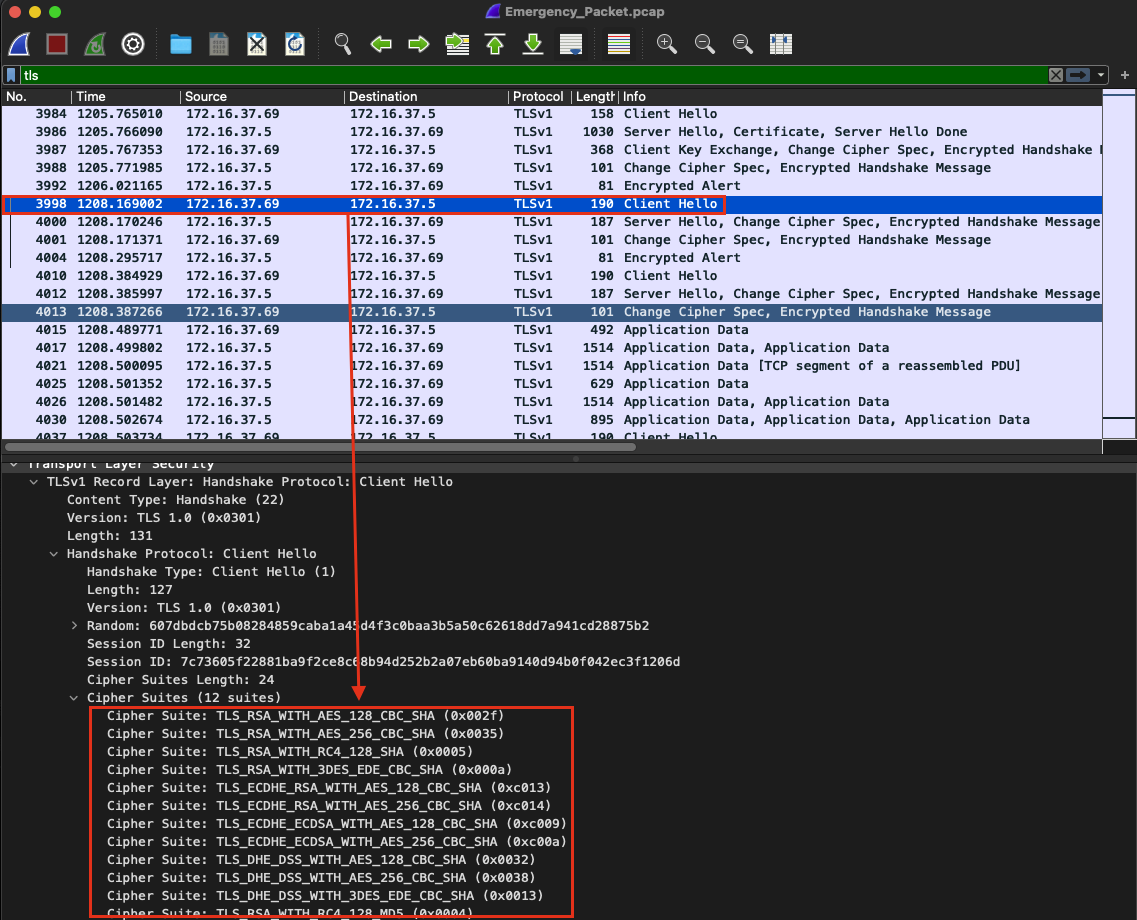 Emergency_Packet.pcap
tls
No. Time Source Destination Protocol Length Info
3984 1205.765010 172.16.37.69 172.16.37.5 TLSv1 158 Client Hello
3986 1205.766090 172.16.37.5 172.16.37.69 TLSv1 1030 Server Hello, Certificate, Server Hello Done
3987 1205.767353 172.16.37.69 172.16.37.5 TLSv1 368 Client Key Exchange, Change Cipher Spec, Encrypted Handshake
3988 1205.771985 172.16.37.5 172.16.37.69 TLSv1 101 Change Cipher Spec, Encrypted Handshake Message
3992 1206.021165 172.16.37.69 172.16.37.5 TLSv1 81 Encrypted Alert
3998 1208.169002 172.16.37.69 172.16.37.5 TLSv1 190 Client Hello
4000 1208.170246 172.16.37.5 172.16.37.69 TLSv1 187 Server Hello, Change Cipher Spec, Encrypted Handshake Message
4001 1208.171371 172.16.37.69 172.16.37.5 TLSv1 101 Change Cipher Spec, Encrypted Handshake Message
4004 1208.295717 172.16.37.69 172.16.37.5 TLSv1 81 Encrypted Alert
4010 1208.384929 172.16.37.69 172.16.37.5 TLSv1 190 Client Hello
4012 1208.385997 172.16.37.5 172.16.37.69 TLSv1 187 Server Hello, Change Cipher Spec, Encrypted Handshake Message
4013 1208.387266 172.16.37.69 172.16.37.5 TLSv1 101 Change Cipher Spec, Encrypted Handshake Message
4015 1208.489771 172.16.37.69 172.16.37.5 TLSv1 492 Application Data
4017 1208.499802 172.16.37.5 172.16.37.69 TLSv1 1514 Application Data, Application Data
4021 1208.500095 172.16.37.5 172.16.37.69 TLSv1 1514 Application Data [TCP segment of a reassembled PDU]
4025 1208.501352 172.16.37.5 172.16.37.69 TLSv1 629 Application Data
4026 1208.501482 172.16.37.5 172.16.37.69 TLSv1 1514 Application Data, Application Data
4030 1208.502674 172.16.37.5 172.16.37.69 TLSv1 895 Application Data, Application Data, Application Data
4037 1208.503734 172.16.37.69 172.16.37.5 TLSv1 190 Client Hello
Transport Layer Security
TLSv1 Record Layer: Handshake Protocol: Client Hello
Content Type: Handshake (22)
Version: TLS 1.0 (0x0301)
Length: 131
Handshake Protocol: Client Hello
Handshake Type: Client Hello (1)
Length: 127
Version: TLS 1.0 (0x0301)
Random: 607dbdcb75b08284859caba1a45d4f3c0baa3b5a50c62618dd7a941cd28875b2
Session ID Length: 32
Session ID: 7c73605f22881ba9f2ce8c68b94d252b2a07eb60ba9140d94b0f042ec3f1206d
Cipher Suites Length: 24
Cipher Suites (12 suites)
Cipher Suite: TLS_RSA_WITH_AES_128_CBC_SHA (0x002f)
Cipher Suite: TLS_RSA_WITH_AES_256_CBC_SHA (0x0035)
Cipher Suite: TLS_RSA_WITH_RC4_128_SHA (0x0005)
Cipher Suite: TLS_RSA_WITH_3DES_EDE_CBC_SHA (0x000a)
Cipher Suite: TLS_ECDHE_RSA_WITH_AES_128_CBC_SHA (0xc013)
Cipher Suite: TLS_ECDHE_RSA_WITH_AES_256_CBC_SHA (0xc014)
Cipher Suite: TLS_ECDHE_ECDSA_WITH_AES_128_CBC_SHA (0xc009)
Cipher Suite: TLS_ECDHE_ECDSA_WITH_AES_256_CBC_SHA (0xc00a)
Cipher Suite: TLS_DHE_DSS_WITH_AES_128_CBC_SHA (0x0032)
Cipher Suite: TLS_DHE_DSS_WITH_AES_256_CBC_SHA (0x0038)
Cipher Suite: TLS_DHE_DSS_WITH_3DES_EDE_CBC_SHA (0x0013)
Cipher Suite: TLS_RSA_WITH_RC4_128_MD5 (0x0004)